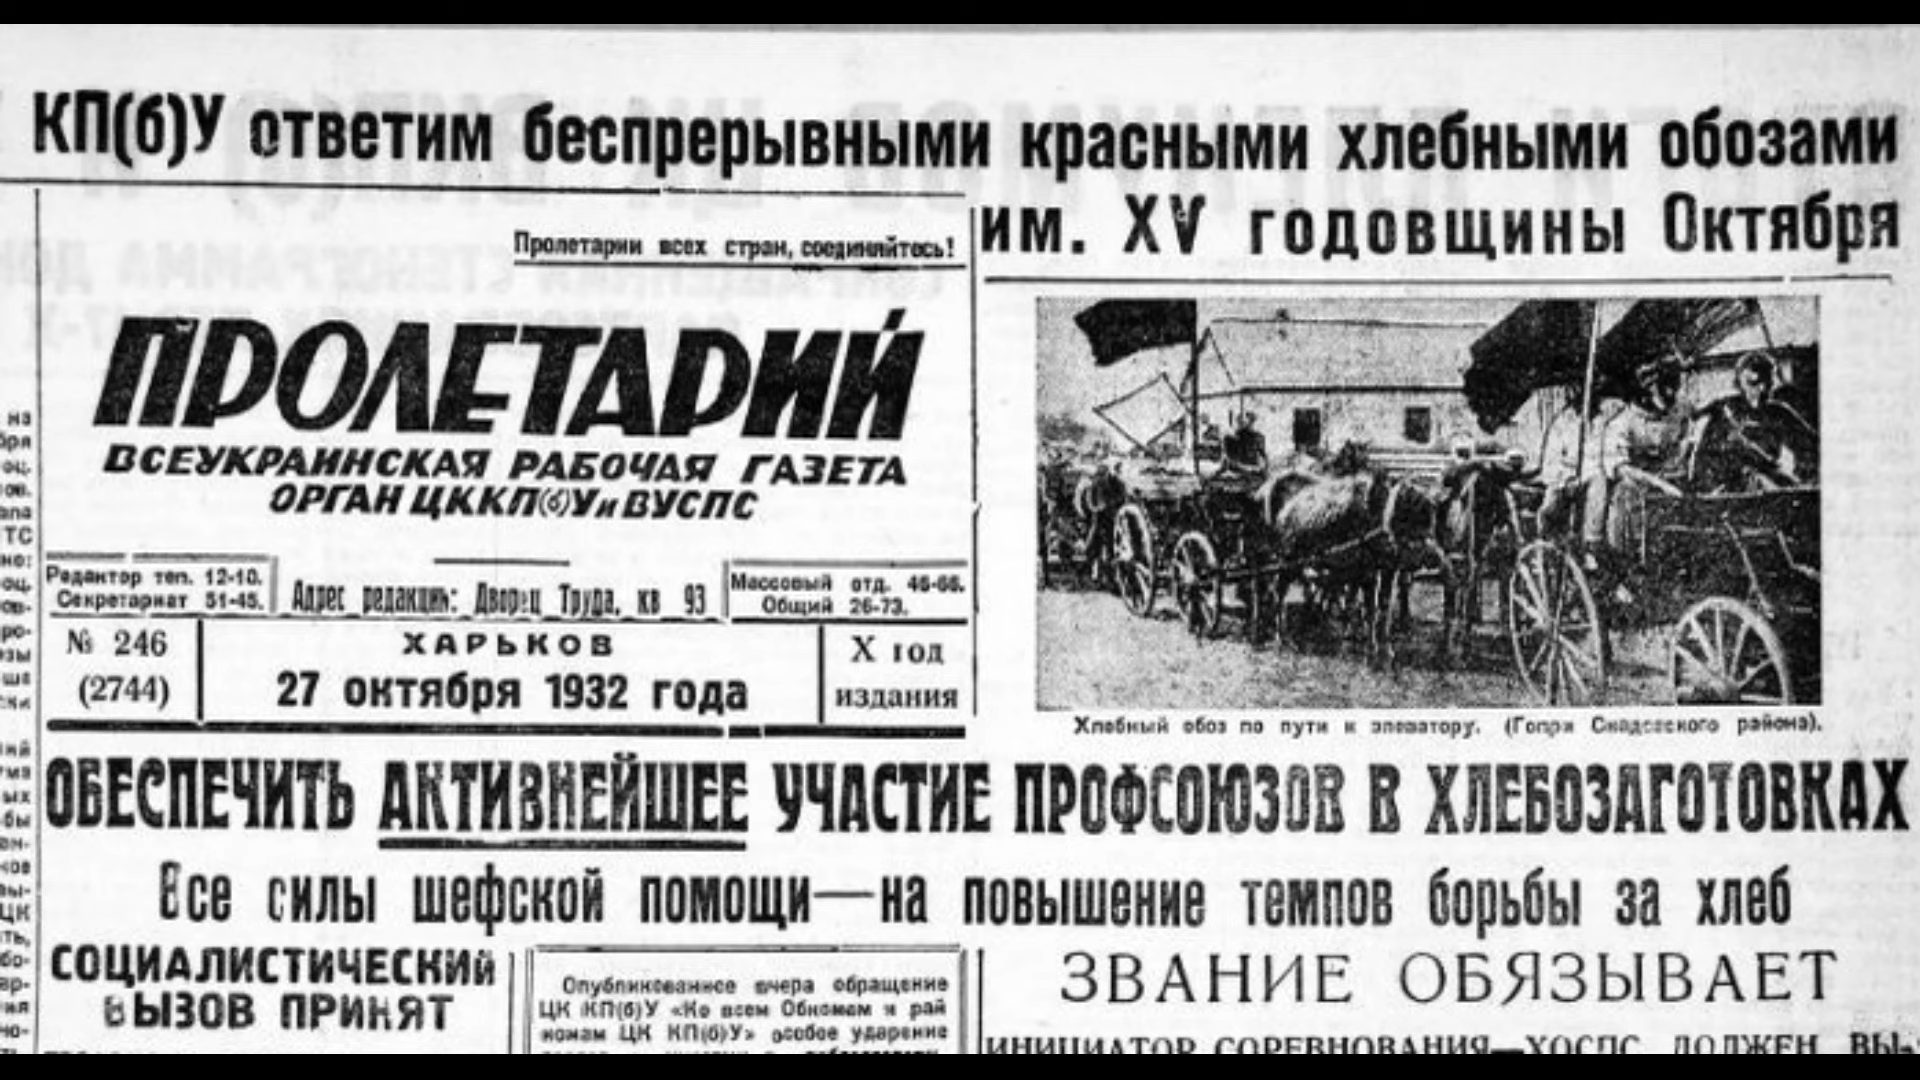 КП(б)У ответим беспрерывными красными хлебными обозами
им. XV годовщины Октября
Пролетарии всех стран, соединяйтесь!
ПРОЛЕТАРИЙ
ВСЕУКРАИНСКАЯ РАБОЧАЯ ГАЗЕТА
ОРГАН ЦККП(б)У и ВУСПС
Редактор тел. 12-10.
Секретариат 51-45.
Адрес редакции: Дворец Труда, кв 93
Массовый отд. 46-66.
Общий 26-73.
№ 246
(2744)
ХАРЬКОВ
27 октября 1932 года
X год
издания
Хлебный обоз по пути к элеватору. (Гопри Скадовского района).
ОБЕСПЕЧИТЬ АКТИВНЕЙШЕЕ УЧАСТИЕ ПРОФСОЮЗОВ В ХЛЕБОЗАГОТОВКАХ
Все силы шефской помощи—на повышение темпов борьбы за хлеб
СОЦИАЛИСТИЧЕСКИЙ
ВЫЗОВ ПРИНЯТ
Опубликованное вчера обращение
ЦК КП(б)У «Ко всем Обкомам и рай
комам ЦК КП(б)У» особое ударение
ЗВАНИЕ ОБЯЗЫВАЕТ
ИНИЦИАТОР СОРЕВНОВАНИЯ—ХОСПС ДОЛЖЕН ВЫ-